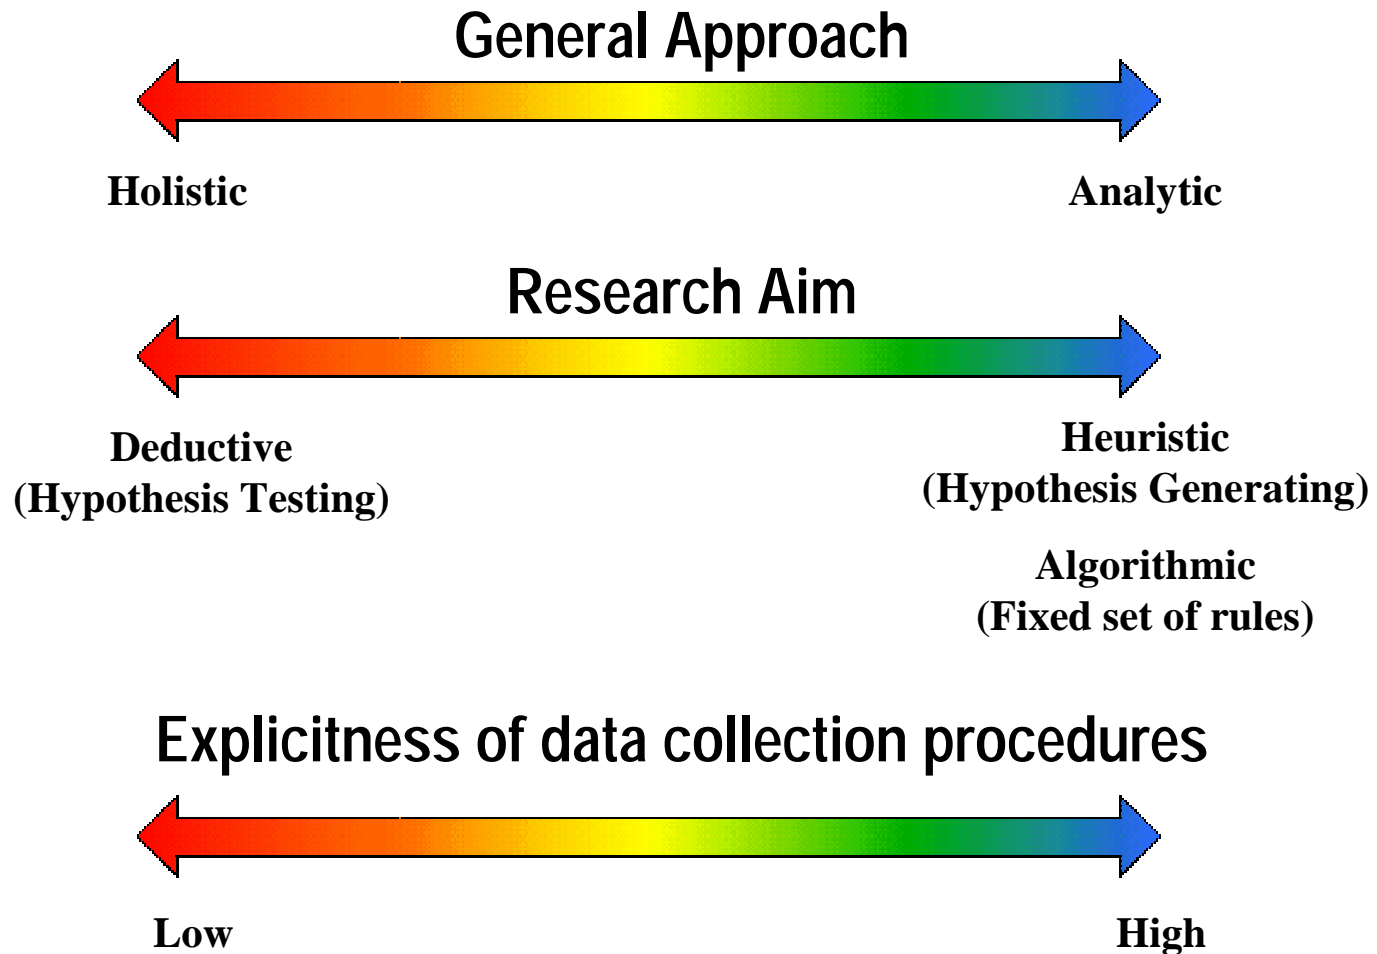 General Approach
Holistic
Analytic
Research Aim
Deductive
(Hypothesis Testing)
Heuristic
(Hypothesis Generating)
Algorithmic
(Fixed set of rules)
Explicitness of data collection procedures
Low
High